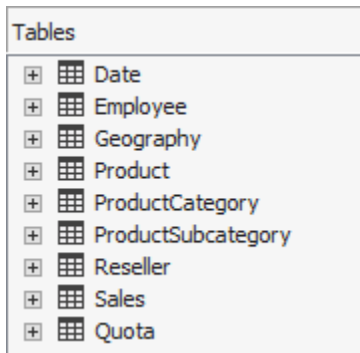 Tables
Date
Employee
Geography
Product
ProductCategory
ProductSubcategory
Reseller
Sales
Quota